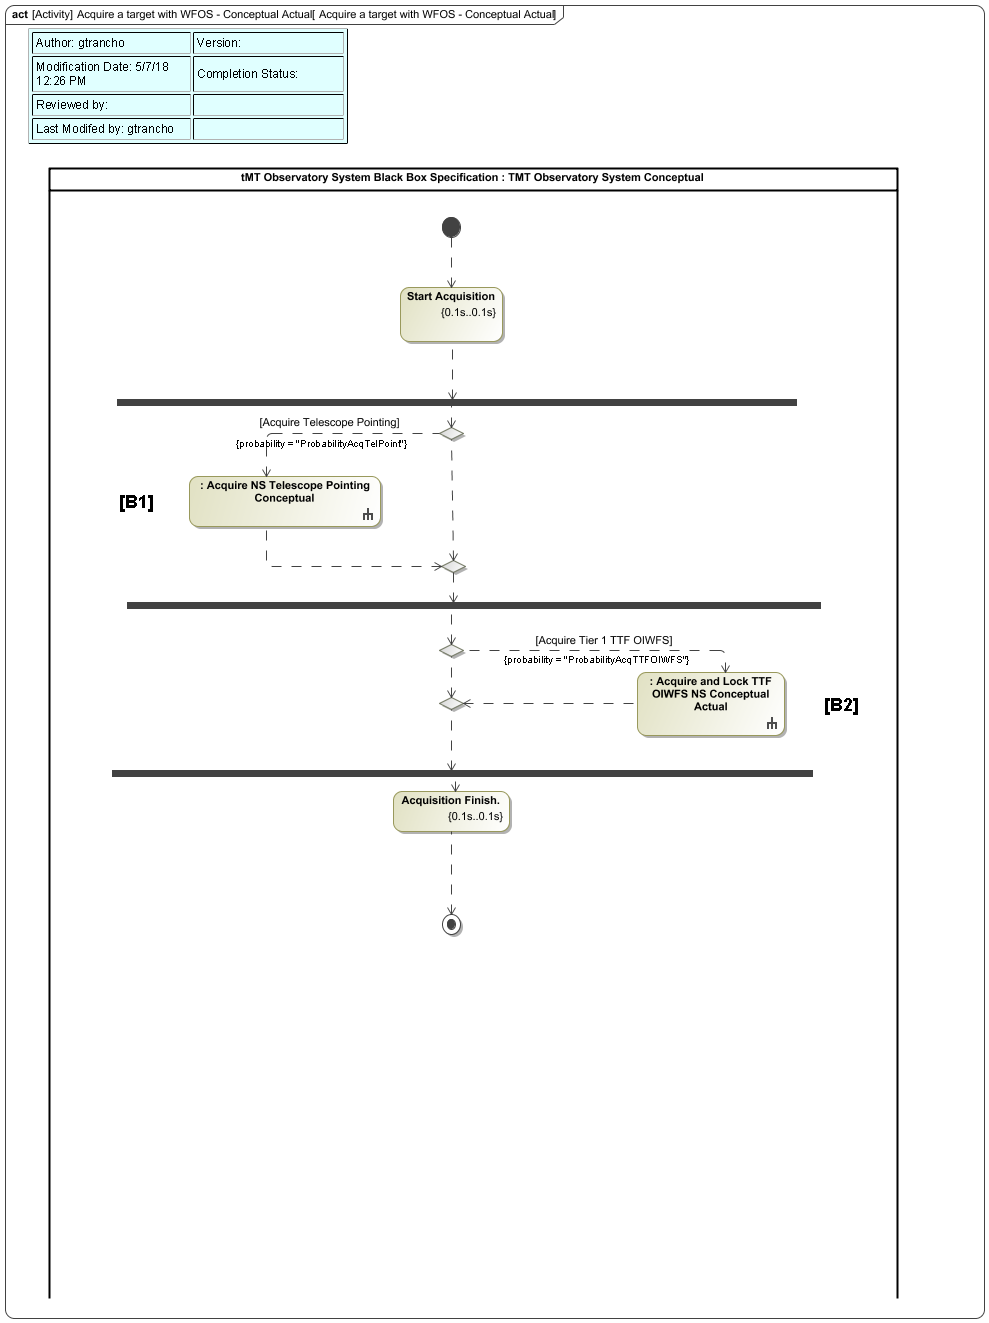 act [Activity] Acquire a target with WFOS - Conceptual Actual[ Acquire a target with WFOS - Conceptual Actual]
Author: gtrancho
Version:
Modification Date: 5/7/18
12:26 PM
Completion Status:
Reviewed by:
Last Modifed by: gtrancho
tMT Observatory System Black Box Specification : TMT Observatory System Conceptual
Start Acquisition
{0.1s..0.1s}
[Acquire Telescope Pointing]
{probability = "ProbabilityAcqTelPoint"}
[B1]
: Acquire NS Telescope Pointing
Conceptual
[Acquire Tier 1 TTF OIWFS]
{probability = "ProbabilityAcqTTFOIWFS"}
: Acquire and Lock TTF
OIWFS NS Conceptual
Actual
[B2]
Acquisition Finish.
{0.1s..0.1s}